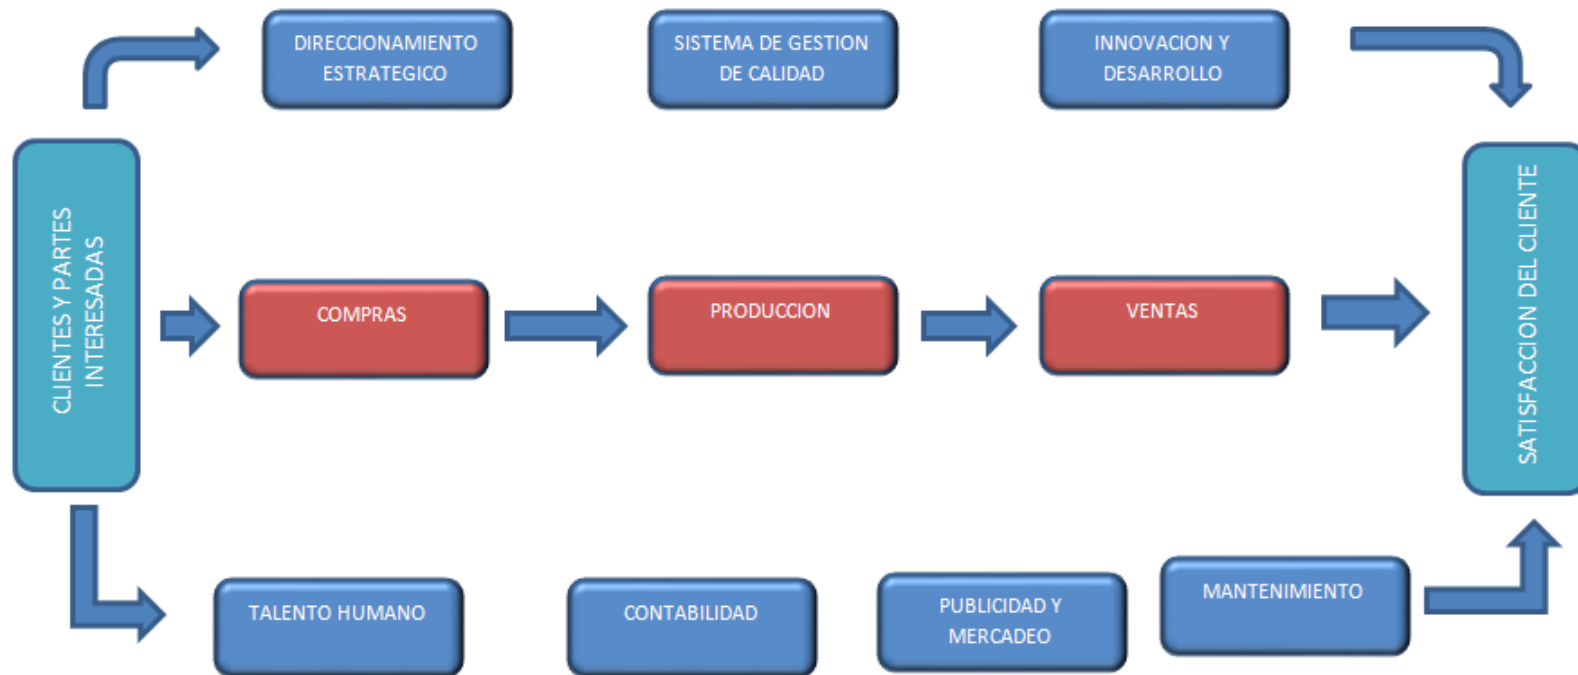 DIRECCIONAMIENTO
ESTRATEGICO
SISTEMA DE GESTION
DE CALIDAD
INNOVACION Y
DESARROLLO
CLIENTES Y PARTES
INTERESADAS
COMPRAS
PRODUCCION
VENTAS
SATISFACCION DEL CLIENTE
TALENTO HUMANO
CONTABILIDAD
PUBLICIDAD Y
MERCADEO
MANTENIMIENTO